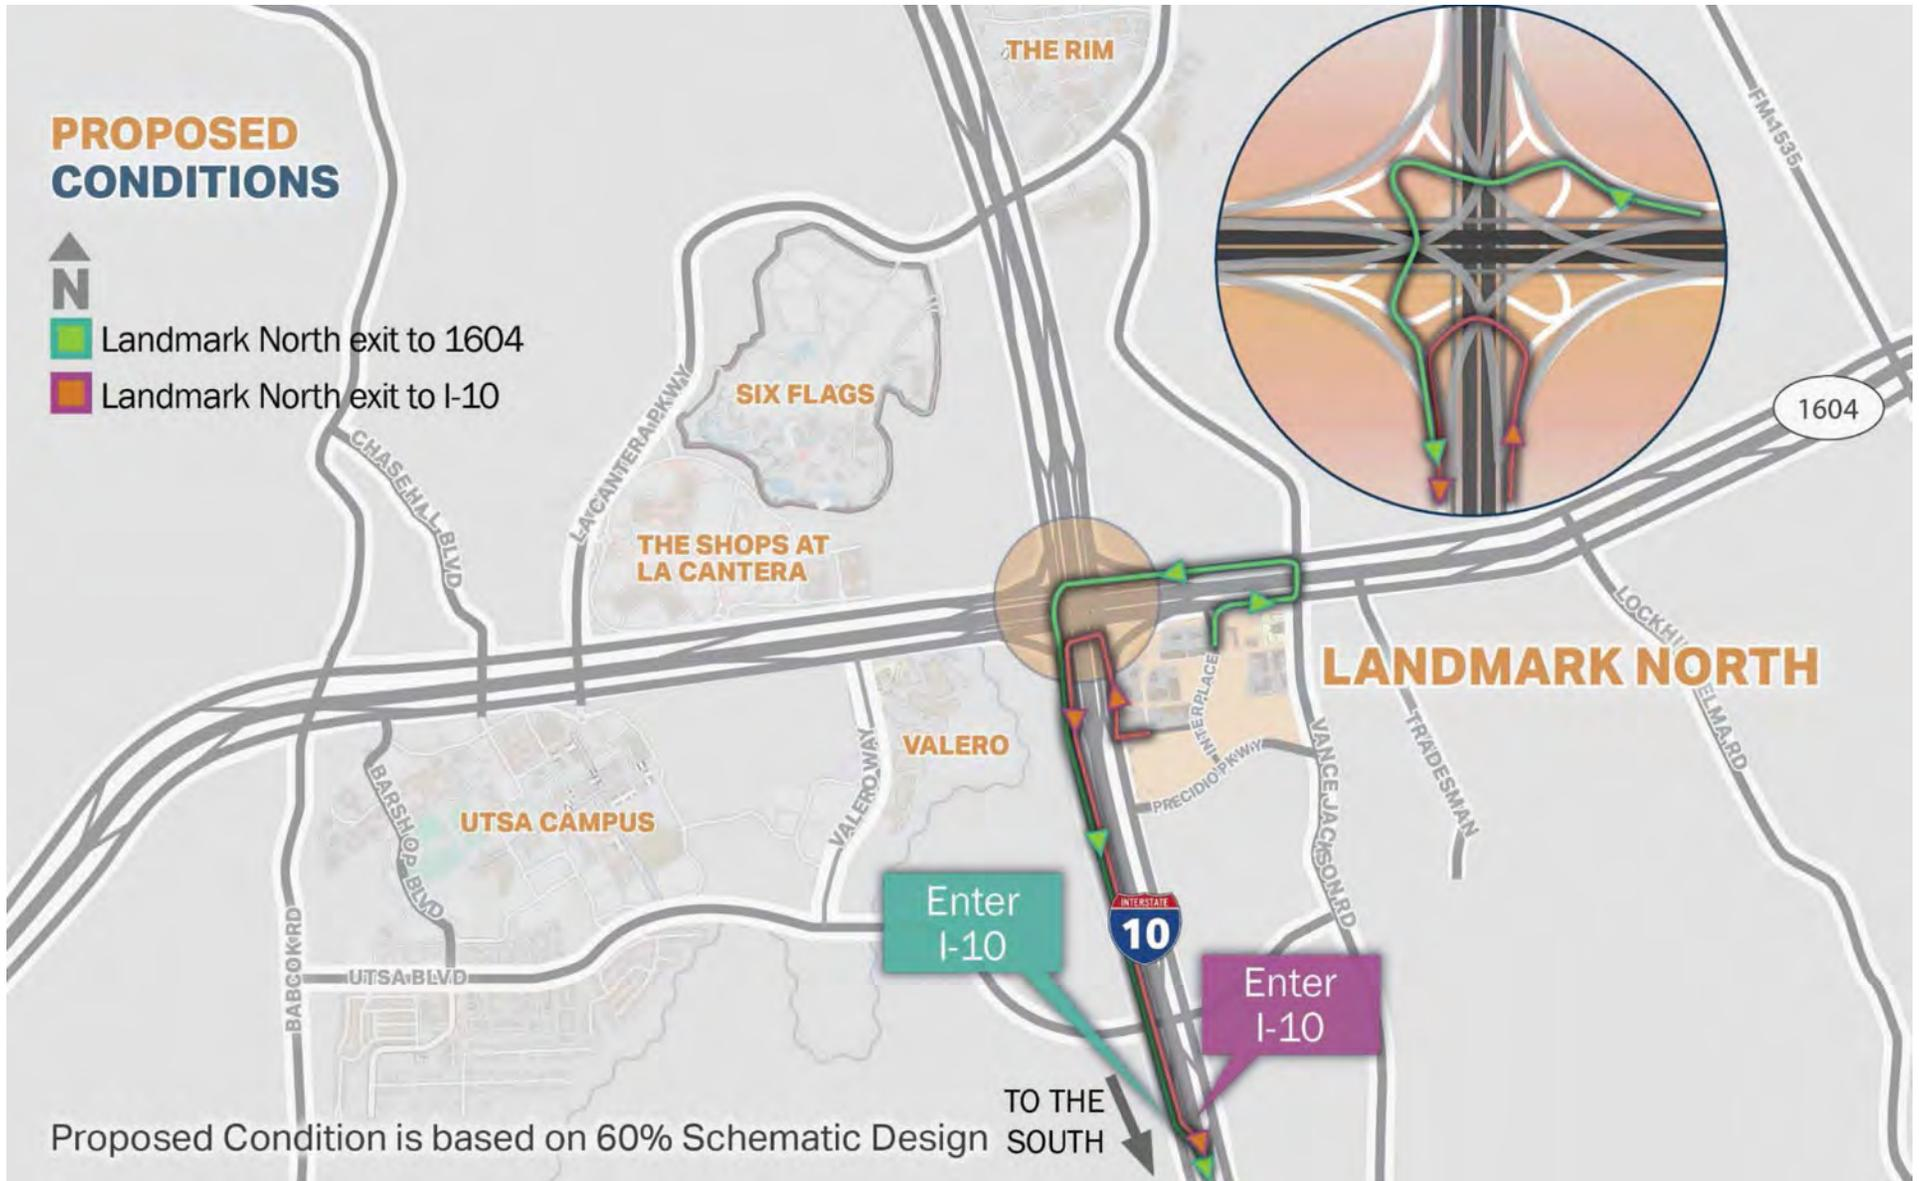 THE RIM
PROPOSED
CONDITIONS
FM 1535
N
Landmark North exit to 1604
Landmark North exit to I-10
SIX FLAGS
1604
CHASEHILL BLVD
LA CANTERA PKWY
THE SHOPS AT
LA CANTERA
LANDMARK NORTH
LOCKHILL
SELMA RD
INTERPLACE
VALERO
TRADESMAN
VANCE JACKSON RD
PRECIDIO PKWY
VALERO WAY
BARSHOP BLVD
UTSA CAMPUS
Enter
I-10
INTERSTATE
10
Enter
I-10
BABCOCK RD
UTSA BLVD
TO THE
SOUTH
Proposed Condition is based on 60% Schematic Design